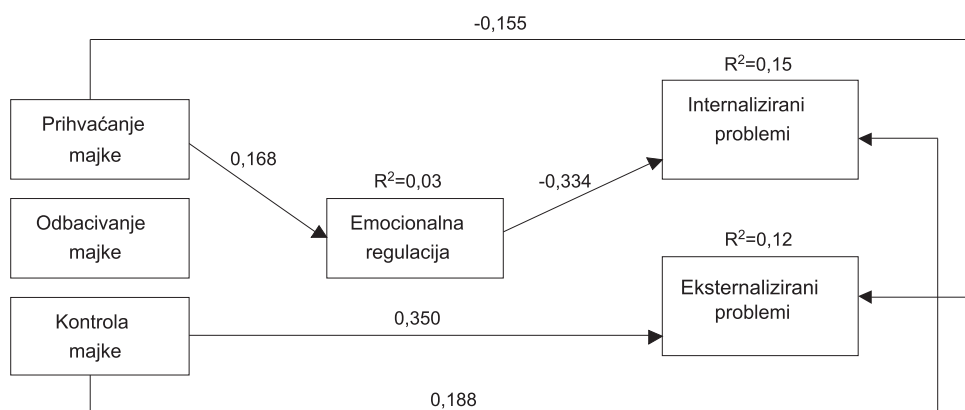 -0,155
R²=0,15
Internalizirani
problemi
Prihvaćanje
majke
0,168
-0,334
R²=0,03
Emocionalna
regulacija
Odbacivanje
majke
R²=0,12
Eksternalizirani
problemi
Kontrola
majke
0,350
0,188